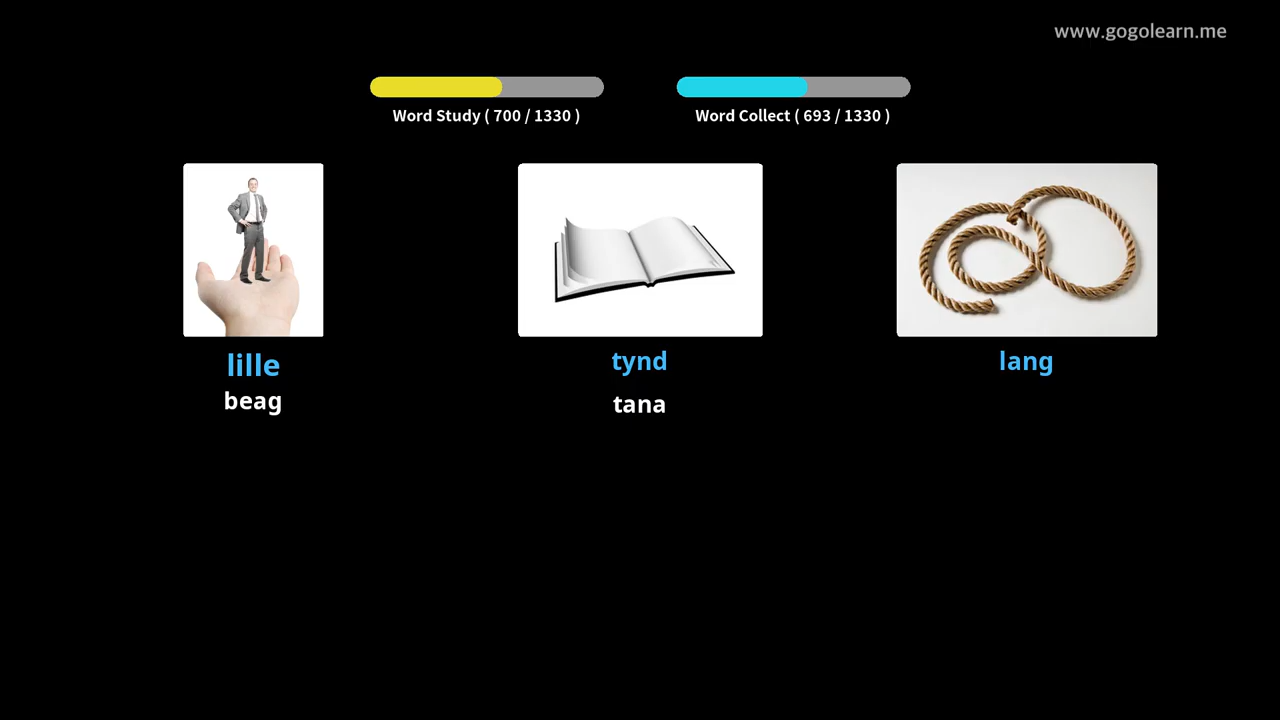 www.gogolearn.me
Word Study ( 700 / 1330 )
Word Collect ( 693 / 1330 )
lille
beag
tynd
tana
lang